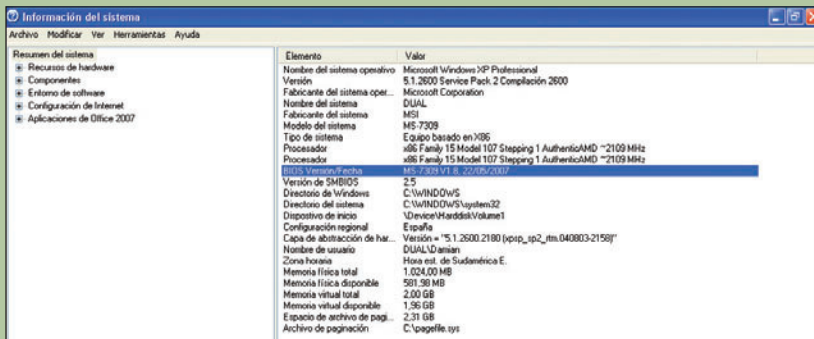 Información del sistema
Archivo Modificar Ver Herramientas Ayuda
Resumen del sistema
Recursos de hardware
Componentes
Entorno de software
Configuración de Internet
Aplicaciones de Office 2007
Elemento Valor
Nombre del sistema operativo Microsoft Windows XP Professional
Versión 5.1.2600 Service Pack 2 Compilación 2600
Fabricante del sistema oper... Microsoft Corporation
Nombre del sistema DUAL
Fabricante del sistema MSI
Modelo del sistema MS-7309
Tipo de sistema Equipo basado en X86
Procesador x86 Family 15 Model 107 Stepping 1 AuthenticAMD ~2109 MHz
Procesador x86 Family 15 Model 107 Stepping 1 AuthenticAMD ~2109 MHz
BIOS Versión/Fecha MS-7309 V1.8, 22/05/2007
Versión de SMBIOS 2.5
Directorio de Windows C:\WINDOWS
Directorio del sistema C:\WINDOWS\system32
Dispositivo de inicio \Device\HarddiskVolume1
Configuración regional España
Capa de abstracción de har... Versión = "5.1.2600.2180 (xpsp_sp2_rtm.040803-2158)"
Nombre de usuario DUAL\Damian
Zona horaria Hora est. de Sudamérica E.
Memoria física total 1.024,00 MB
Memoria física disponible 581,98 MB
Memoria virtual total 2,00 GB
Memoria virtual disponible 1,96 GB
Espacio de archivo de pagi... 2,31 GB
Archivo de paginación C:\pagefile.sys